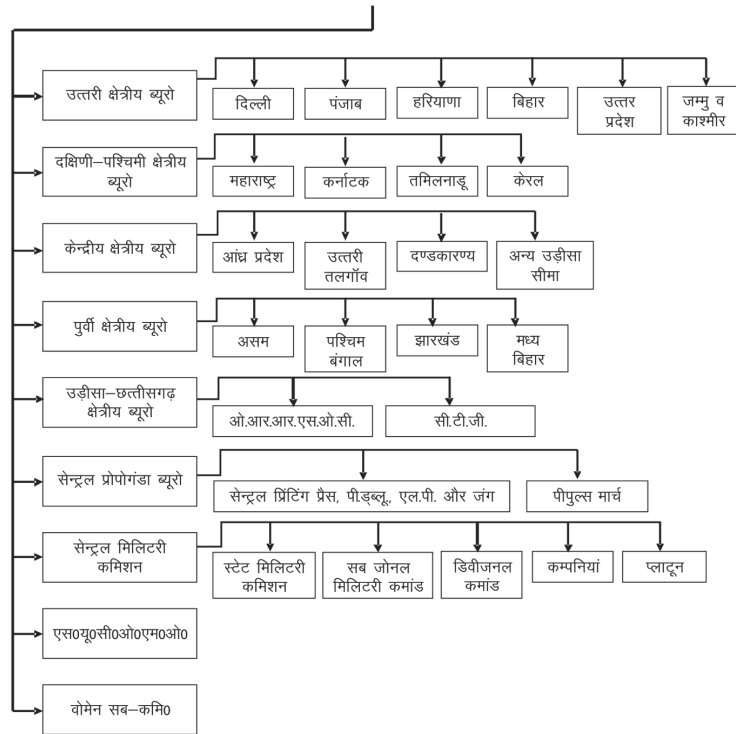 उत्तरी क्षेत्रीय ब्यूरो
दिल्ली
पंजाब
हरियाणा
बिहार
उत्तर
प्रदेश
जम्मु व
काश्मीर
दक्षिणी–पश्चिमी क्षेत्रीय
ब्यूरो
महाराष्ट्र
कर्नाटक
तमिलनाडू
केरल
केन्द्रीय क्षेत्रीय ब्यूरो
आंध्र प्रदेश
उत्तरी
तलगॉव
दण्डकारण्य
अन्य उड़ीसा
सीमा
पुर्वी क्षेत्रीय ब्यूरो
असम
पश्चिम
बंगाल
झारखंड
मध्य
बिहार
उड़ीसा–छत्तीसगढ़
क्षेत्रीय ब्यूरो
ओ.आर.आर.एस.ओ.सी.
सी.टी.जी.
सेन्ट्रल प्रोपोगंडा ब्यूरो
सेन्ट्रल प्रिंटिंग प्रैस, पी.ड्ब्लू., एल.पी. और जंग
पीपुल्स मार्च
सेन्ट्रल मिलिटरी
कमिशन
स्टेट मिलिटरी
कमिशन
सब जोनल
मिलिटरी कमांड
डिवीजनल
कमांड
कम्पनियां
प्लाटून
एस0यू0सी0ओ0एम0ओ0
वोमेन सब–कमि0